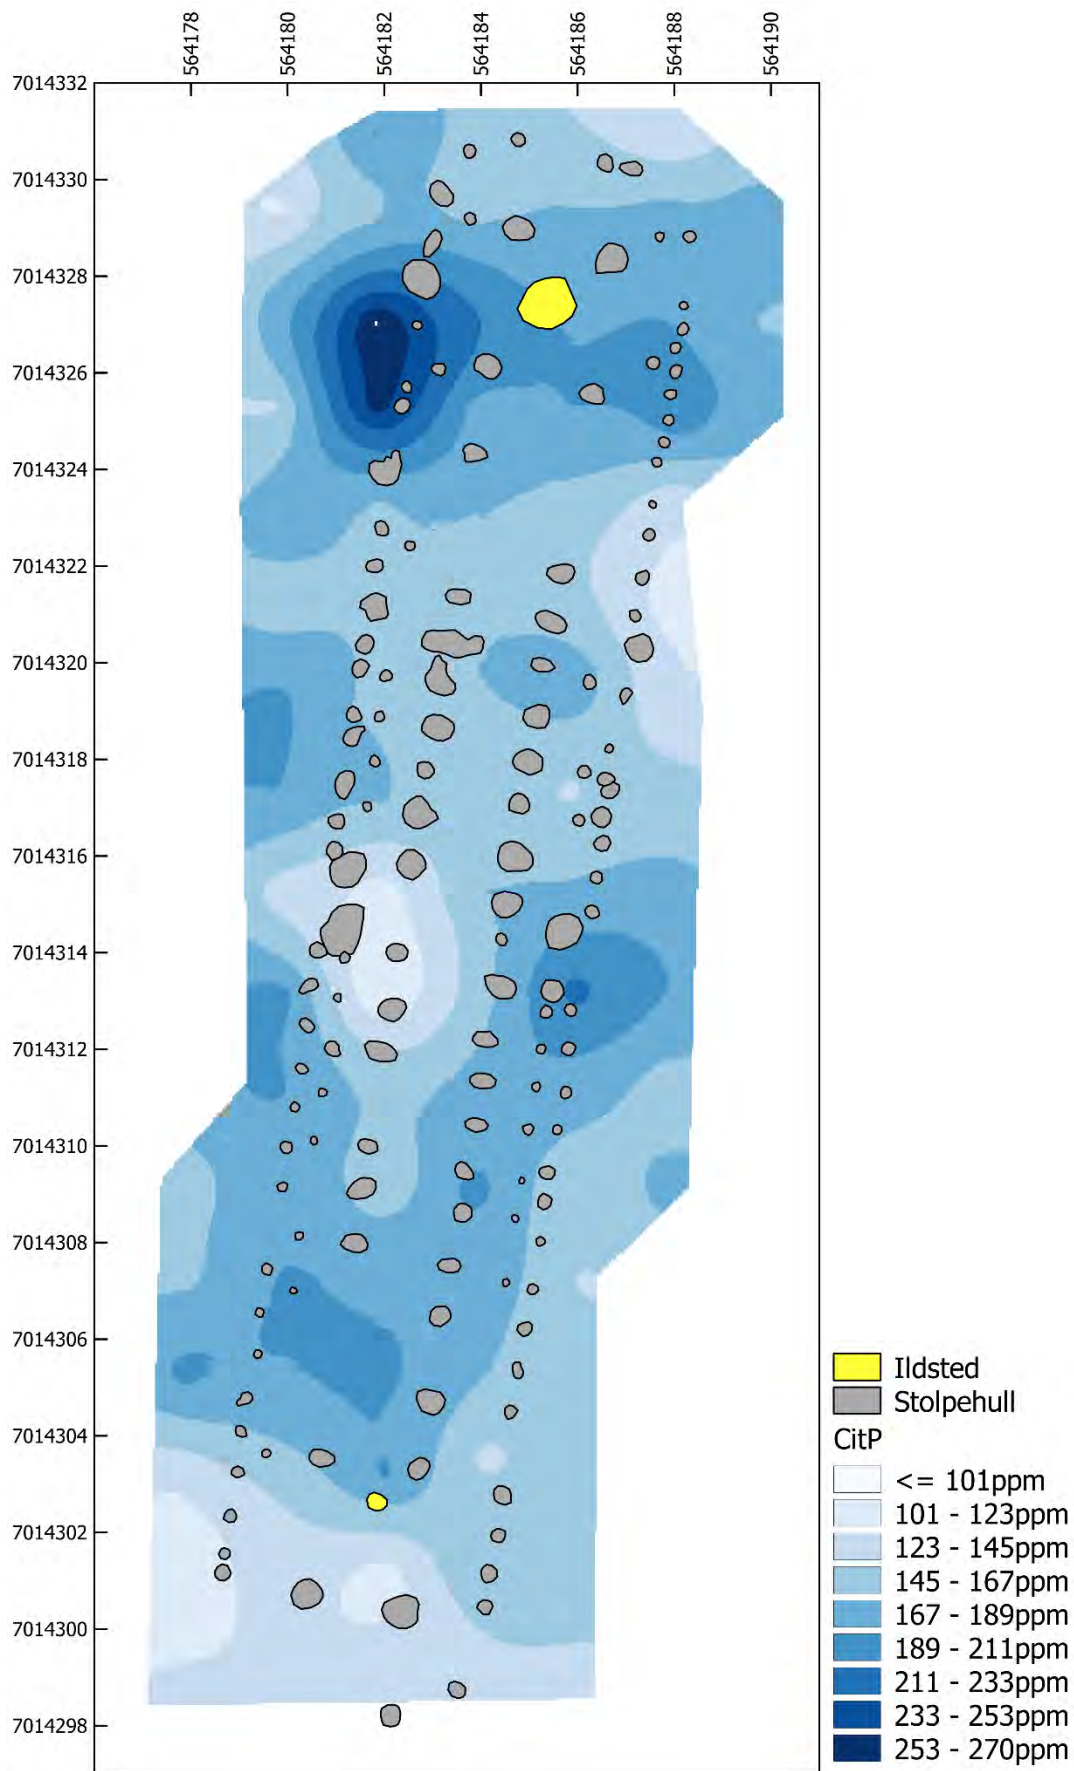 564178
564180
564182
564184
564186
564188
564190
7014332
7014330
7014328
7014326
7014324
7014322
7014320
7014318
7014316
7014314
7014312
7014310
7014308
7014306
7014304
7014302
7014300
7014298
Ildsted
Stolpehull
CitP
<= 101ppm
101 - 123ppm
123 - 145ppm
145 - 167ppm
167 - 189ppm
189 - 211ppm
211 - 233ppm
233 - 253ppm
253 - 270ppm